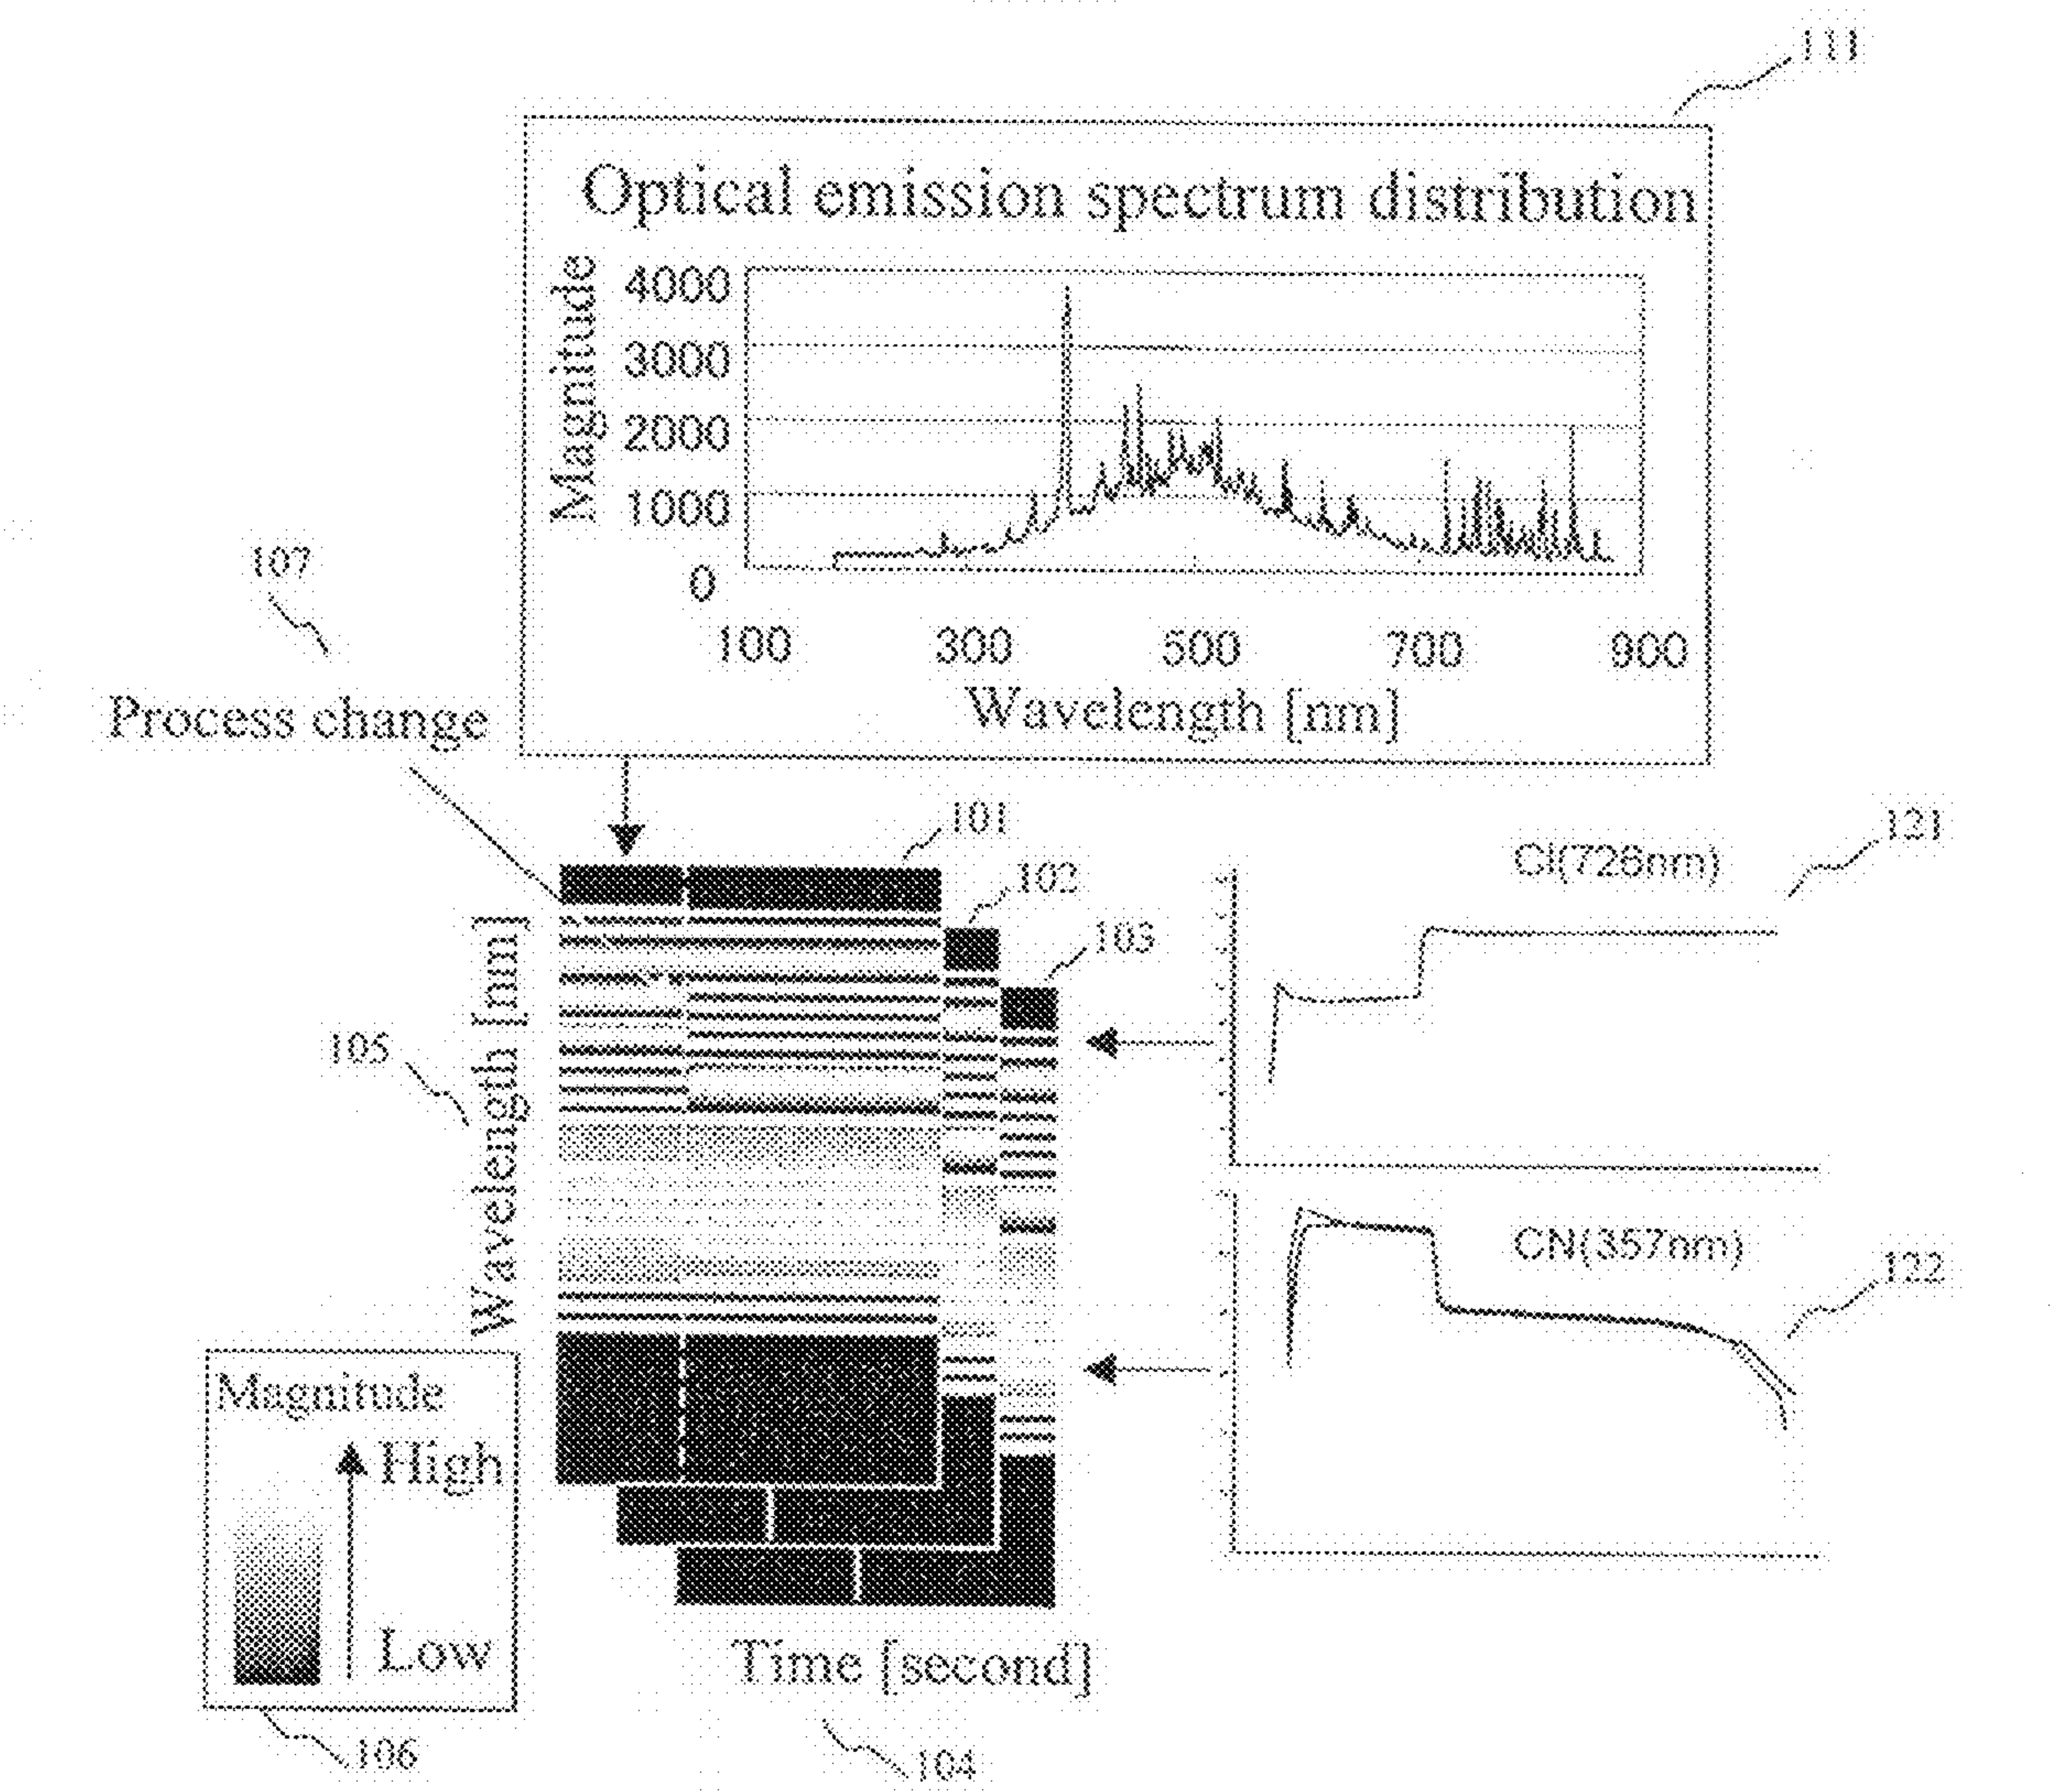 111
Optical emission spectrum distribution
Magnitude
4000
3000
2000
1000
0
100 300 500 700 900
Wavelength [nm]
107
Process change
101
102
103
105
Wavelength [nm]
121
Cl(726nm)
CN(357nm)
122
Magnitude
High
Low
106
Time [second]
104